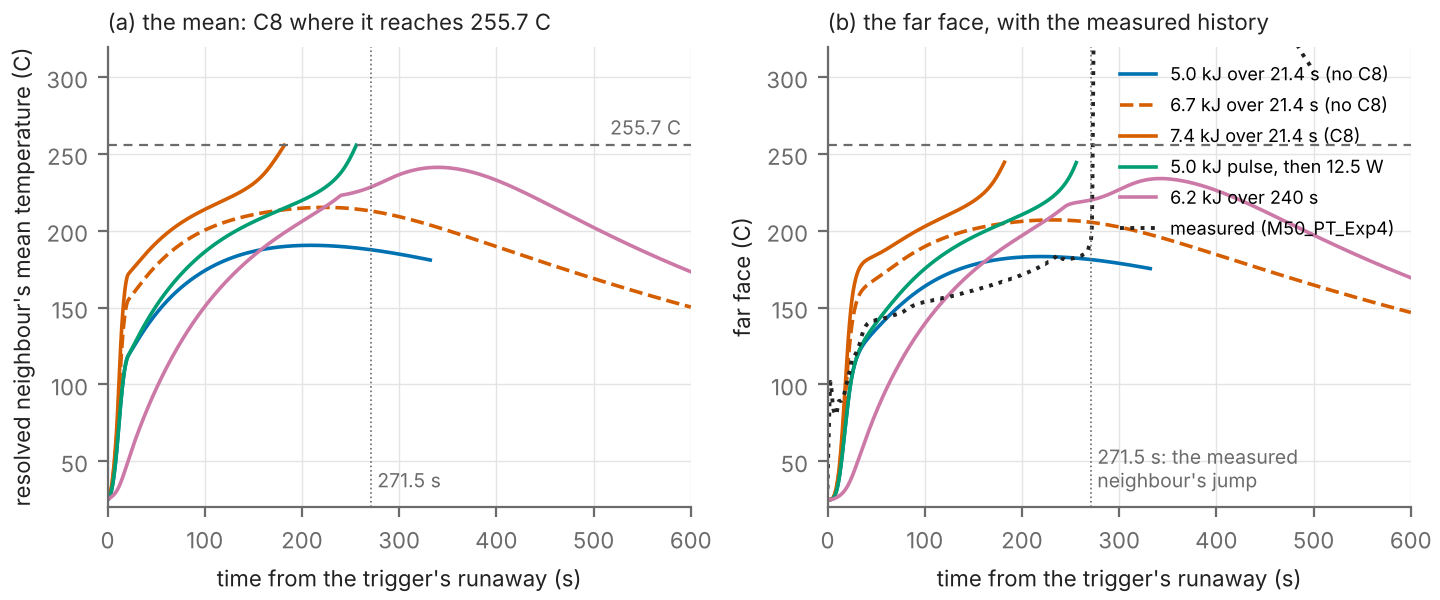 (a) the mean: C8 where it reaches 255.7 C
resolved neighbour's mean temperature (C)
300
250
200
150
100
50
255.7 C
271.5 s
0
100
200
300
400
500
600
time from the trigger's runaway (s)
(b) the far face, with the measured history
far face (C)
300
250
200
150
100
50
5.0 kJ over 21.4 s (no C8)
6.7 kJ over 21.4 s (no C8)
7.4 kJ over 21.4 s (C8)
5.0 kJ pulse, then 12.5 W
6.2 kJ over 240 s
measured (M50_PT_Exp4)
271.5 s: the measured
neighbour's jump
0
100
200
300
400
500
600
time from the trigger's runaway (s)